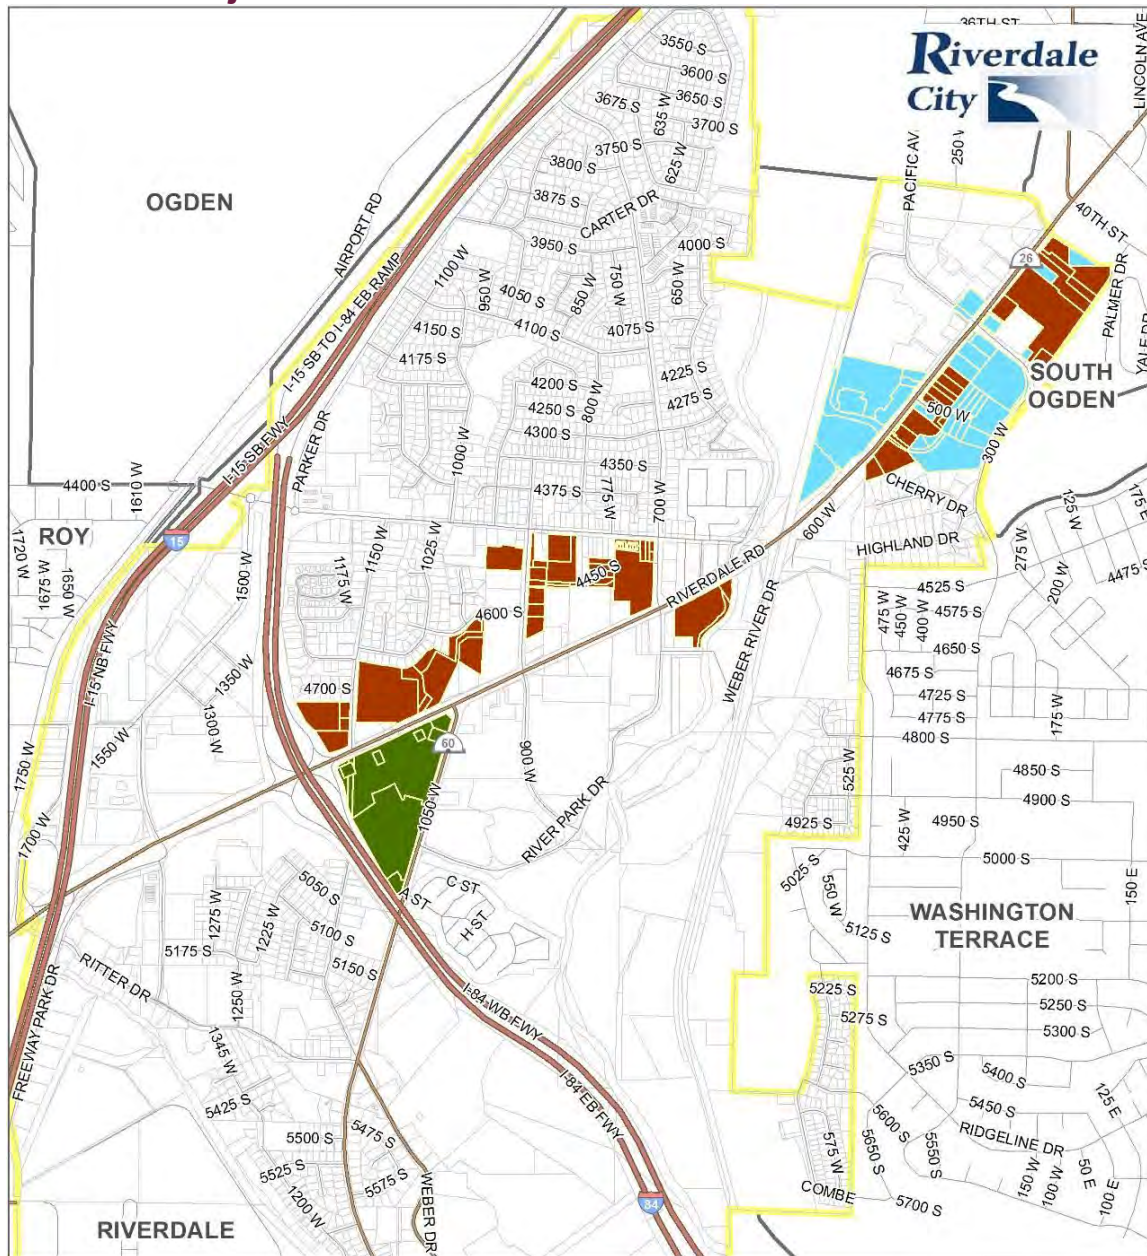 36TH ST
LINCOLN AVE
Riverdale
City
3550 S
3600 S
3675 S
3650 S
635 W
3700 S
3750 S
3800 S
625 W
3875 S
CARTER DR
3950 S
4000 S
PACIFIC AV
OGDEN
AIRPORT RD
I-15 SB TO I-84 EB RAMP
1100 W
950 W
4050 S
850 W
750 W
650 W
4150 S
4100 S
4075 S
4175 S
40TH ST
26
PALMER DR
4200 S
800 W
4225 S
4250 S
4275 S
4300 S
SOUTH
OGDEN
500 W
300 W
I-15 SB FWY
PARKER DR
1000 W
4350 S
4375 S
775 W
700 W
4400 S
1610 W
ROY
15
CHERRY DR
HIGHLAND DR
600 W
125 W
175 E
275 W
1720 W
1675 W
1650 W
1500 W
1175 W
1150 W
1025 W
4450 S
RIVERDALE RD
4525 S
200 W
4475 S
475 W
450 W
400 W
4575 S
4600 S
4650 S
WEBER RIVER DR
I-15 NB FWY
1350 W
4675 S
4700 S
4725 S
4775 S
175 W
1300 W
1550 W
1750 W
60
900 W
4800 S
525 W
4850 S
4900 S
1700 W
1050 W
RIVER PARK DR
4925 S
425 W
4950 S
5000 S
5025 S
550 W
150 E
A ST
C ST
H ST
5050 S
1275 W
1225 W
5100 S
5125 S
WASHINGTON
TERRACE
5175 S
5150 S
RITTER DR
1250 W
I-84 WB FWY
5200 S
5225 S
5250 S
5275 S
5300 S
FREEWAY PARK DR
1345 W
I-84 EB FWY
5350 S
5400 S
5425 S
5450 S
125 E
5475 S
5500 S
5600 S
RIDGELINE DR
5525 S
5575 S
575 W
5650 S
5550 S
150 W
100 W
50 E
100 E
1200 W
WEBER DR
84
COMBE
5700 S
RIVERDALE